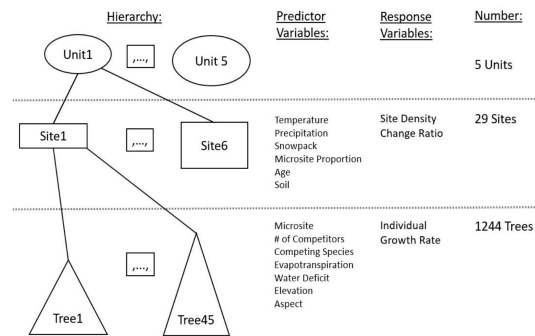 Hierarchy:
Predictor
Variables:
Response
Variables:
Number:
Unit1
,...,
Unit 5
5 Units
Site1
,...,
Site6
Temperature
Precipitation
Snowpack
Microsite Proportion
Age
Soil
Site Density
Change Ratio
29 Sites
Tree1
,...,
Tree45
Microsite
# of Competitors
Competing Species
Evapotranspiration
Water Deficit
Elevation
Aspect
Individual
Growth Rate
1244 Trees